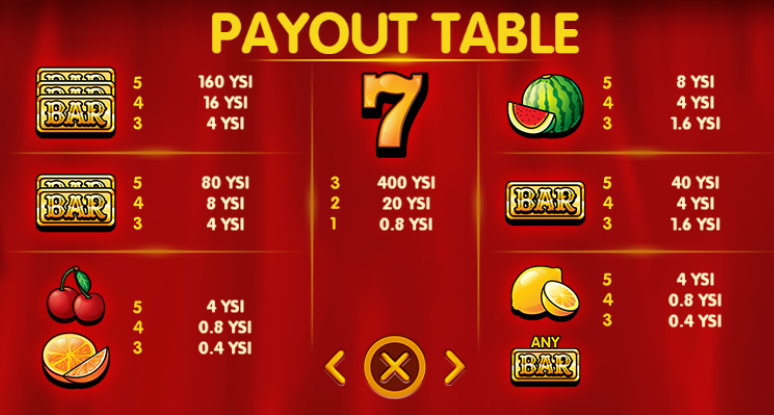 PAYOUT TABLE
BAR
5 160 YSI
4 16 YSI
3 4 YSI
BAR
5 80 YSI
4 8 YSI
3 4 YSI
5 4 YSI
4 0.8 YSI
3 0.4 YSI
7
3 400 YSI
2 20 YSI
1 0.8 YSI
5 8 YSI
4 4 YSI
3 1.6 YSI
BAR
5 40 YSI
4 4 YSI
3 1.6 YSI
5 4 YSI
4 0.8 YSI
3 0.4 YSI
ANY
BAR